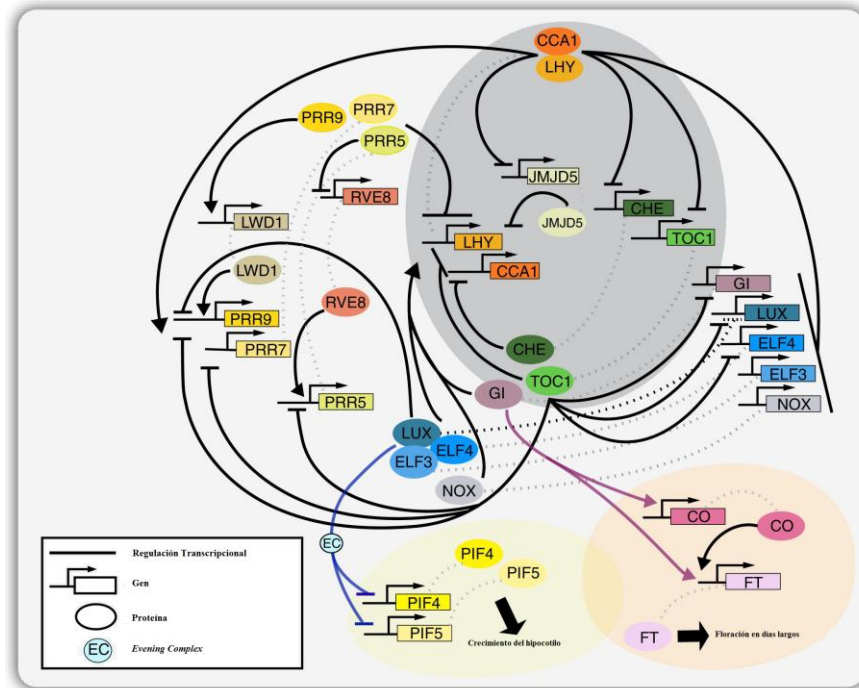 CCA1
LHY
PRR9
PRR7
PRR5
RVE8
LWD1
JMJD5
JMJD5
CHE
TOC1
LHY
CCA1
LWD1
PRR9
PRR7
RVE8
PRR5
CHE
TOC1
GI
GI
LUX
ELF4
ELF3
NOX
LUX
ELF4
ELF3
NOX
EC
PIF4
PIF5
PIF4
PIF5
Crecimiento del hipocotilo
CO
CO
FT
FT
Floración en días largos
Regulación Transcripcional
Gen
Proteína
EC
Evening Complex